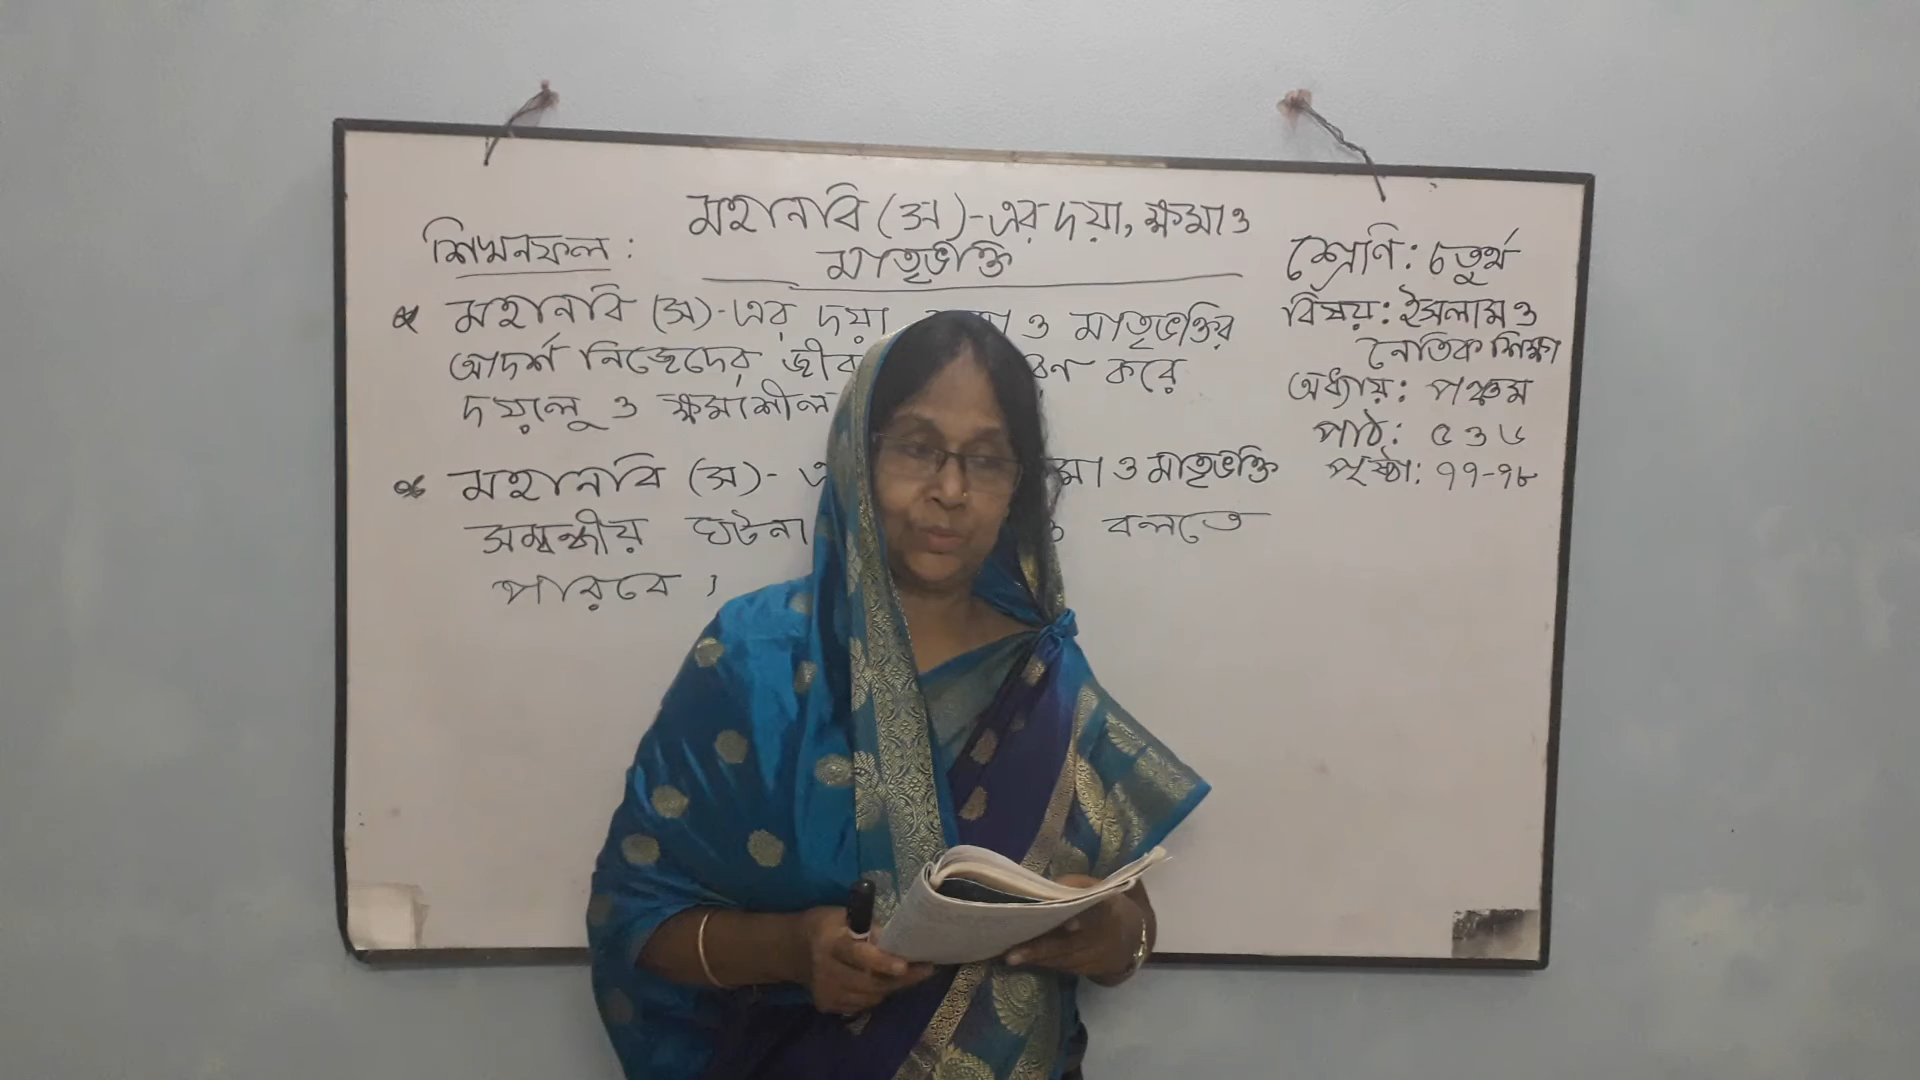 মহানবি (স)-এর দয়া, ক্ষমা ও
মাতৃভক্তি
শিখনফল :
মহানবি (স)-এর দয়া ও মাতৃভক্তির
আদর্শ নিজেদের করে
দয়ালু ও ক্ষমাশীল
মহানবি (স)- ও মাতৃভক্তি
সম্বন্ধীয় ঘটনা বলতে
পারবে ।
শ্রেণি: চতুর্থ
বিষয়: ইসলাম ও
নৈতিক শিক্ষা
অধ্যায়: পঞ্চম
পাঠ: ৫ ও ৬
পৃষ্ঠা: ৭৭-৭৮